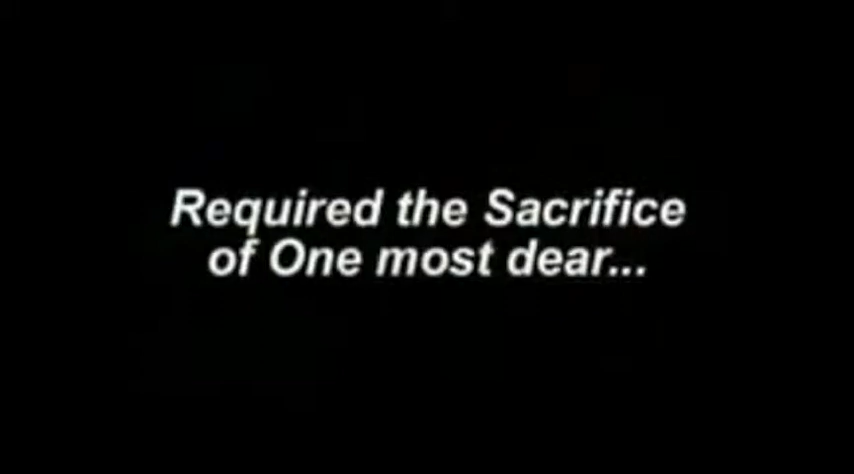 Required the Sacrifice
of One most dear...